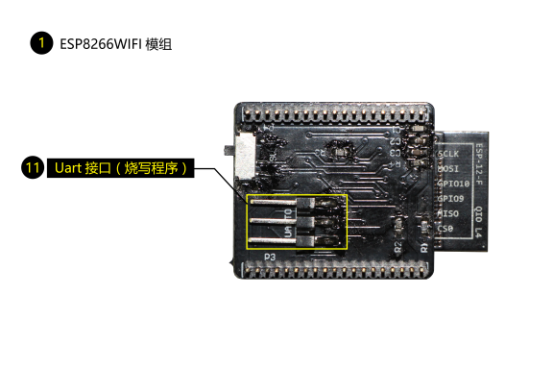 1 ESP8266WIFI 模组
11 Uart 接口（烧写程序）
ESP-12-F QIO L4
SCLK
MOSI
GPIO10
GPIO9
MISO
CS0
UART0
R2
P3